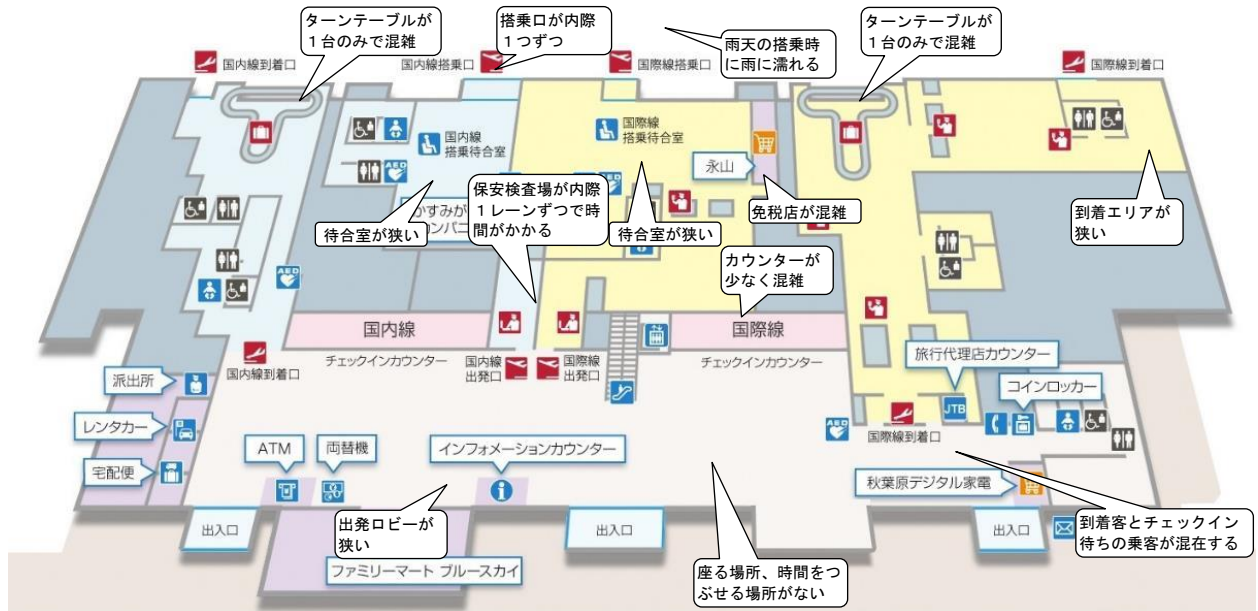 ターンテーブルが
１台のみで混雑
搭乗口が内際
１つずつ
雨天の搭乗時
に雨に濡れる
ターンテーブルが
１台のみで混雑
国内線到着口
国内線搭乗口
国際線搭乗口
国際線到着口
国内線
搭乗待合室
国際線
搭乗待合室
AED
永山
保安検査場が内際
１レーンずつで時
間がかかる
待合室が狭い
待合室が狭い
免税店が混雑
到着エリアが
狭い
カウンターが
少なく混雑
AED
国内線
国際線
チェックインカウンター
チェックインカウンター
国内線到着口
国内線
出発口
国際線
出発口
旅行代理店カウンター
コインロッカー
派出所
JTB
レンタカー
AED
国際線到着口
宅配便
ATM
両替機
インフォメーションカウンター
秋葉原デジタル家電
出発ロビーが
狭い
到着客とチェックイン
待ちの乗客が混在する
出入口
出入口
出入口
ファミリーマート ブルースカイ
座る場所、時間をつ
ぶせる場所がない